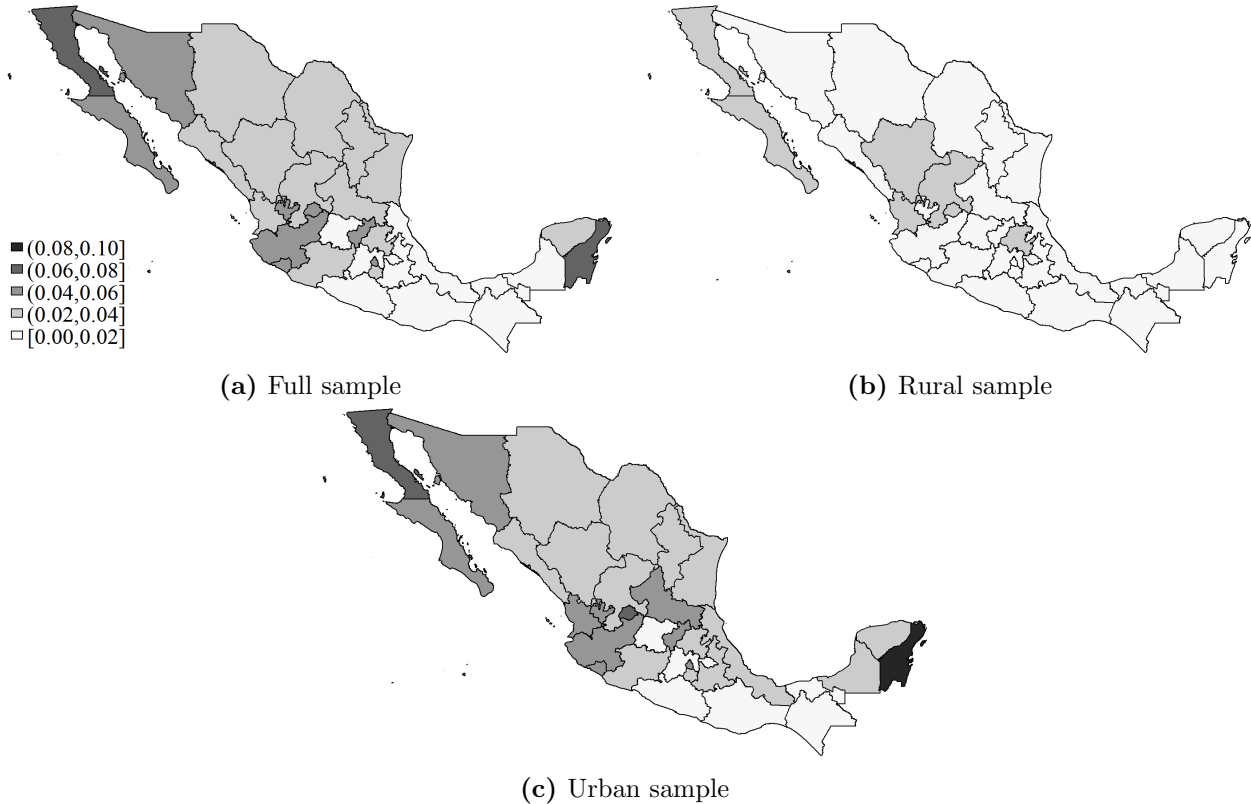 (0.08,0.10]
(0.06,0.08]
(0.04,0.06]
(0.02,0.04]
[0.00,0.02]
(a) Full sample
(b) Rural sample
(c) Urban sample